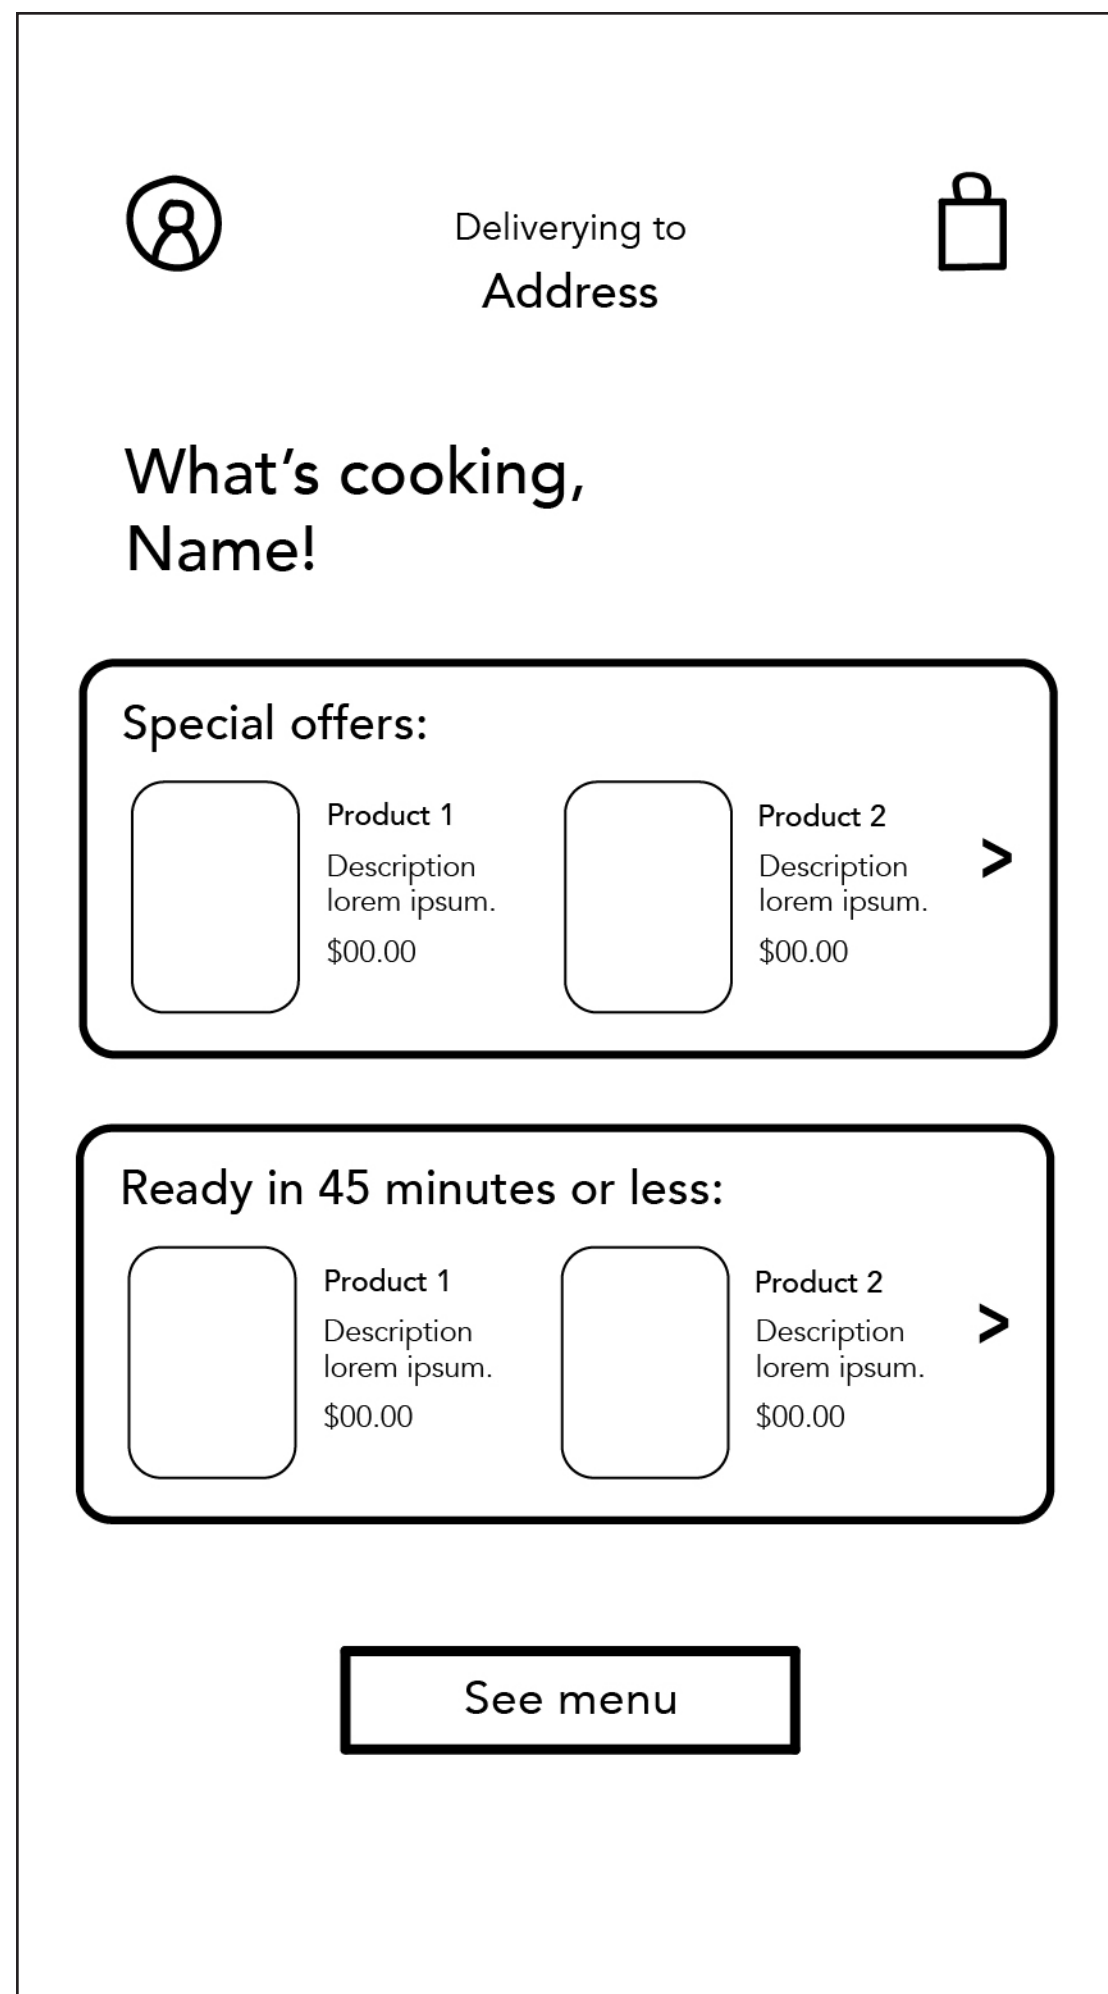 Deliverying to
Address
What's cooking,
Name!
Special offers:
Product 1
Description
lorem ipsum.
$00.00
Product 2
Description
lorem ipsum.
$00.00
>
Ready in 45 minutes or less:
Product 1
Description
lorem ipsum.
$00.00
Product 2
Description
lorem ipsum.
$00.00
>
See menu